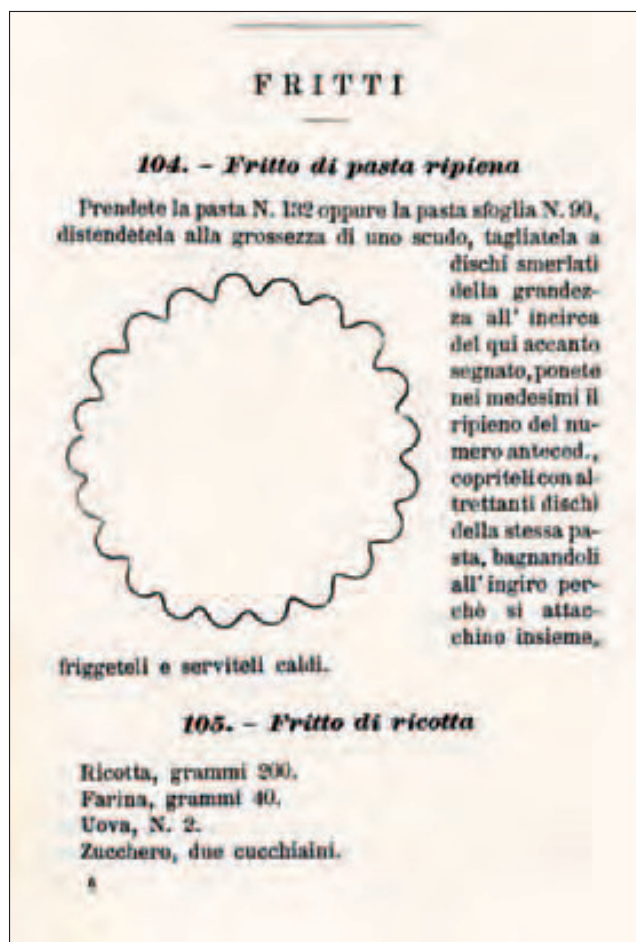 FRITTI
104. - Fritto di pasta ripiena
Prendete la pasta N. 132 oppure la pasta sfoglia N. 90,
distendetela alla grossezza di uno scudo, tagliatela a
dischi smerlati
della grandez-
za all' incirca
del qui accanto
segnato, ponete
nei medesimi il
ripieno del nu-
mero anteced.,
copriteli con al-
trettanti dischi
della stessa pa-
sta, bagnandoli
all' ingiro per-
chè si attac-
chino insieme,
friggeteli e serviteli caldi.
105. - Fritto di ricotta
Ricotta, grammi 200.
Farina, grammi 40.
Uova, N. 2.
Zucchero, due cucchiaini.